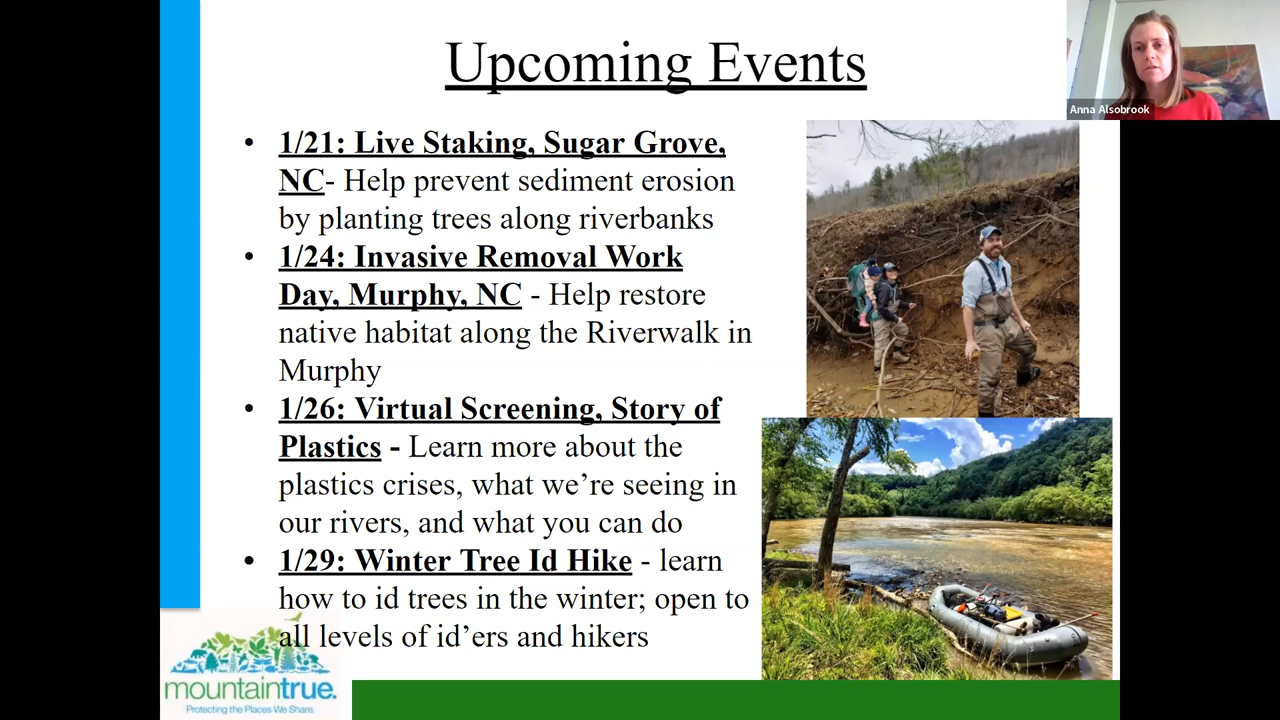 Upcoming Events
Anna Alsobrook
• 1/21: Live Staking, Sugar Grove,
NC- Help prevent sediment erosion
by planting trees along riverbanks
• 1/24: Invasive Removal Work
Day, Murphy, NC - Help restore
native habitat along the Riverwalk in
Murphy
• 1/26: Virtual Screening, Story of
Plastics - Learn more about the
plastics crises, what we’re seeing in
our rivers, and what you can do
• 1/29: Winter Tree Id Hike - learn
how to id trees in the winter; open to
all levels of id’ers and hikers
mountaintrue.
Protecting the Places We Share.